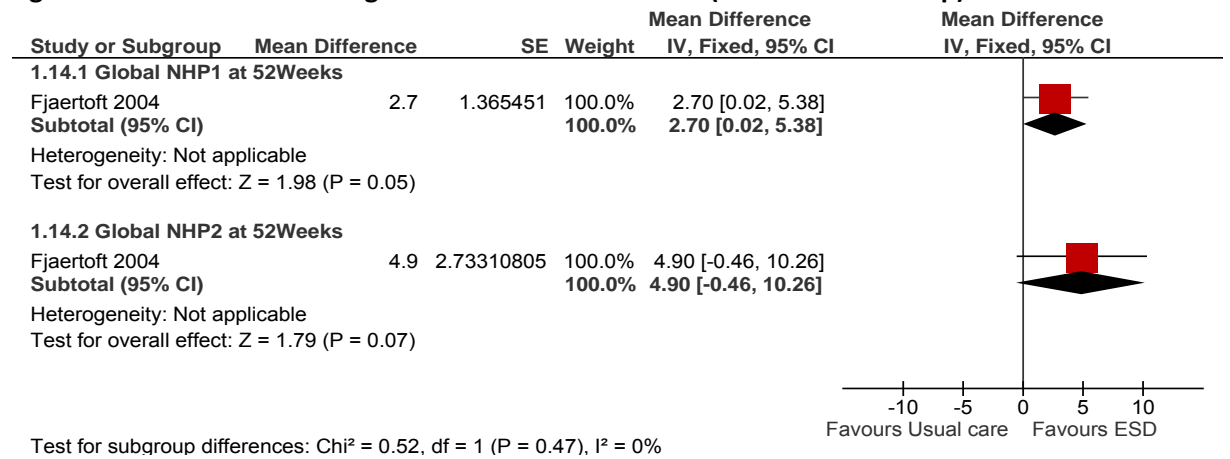 Mean Difference Mean Difference
Study or Subgroup Mean Difference SE Weight IV, Fixed, 95% CI IV, Fixed, 95% CI
1.14.1 Global NHP1 at 52Weeks
Fjaertoft 2004 2.7 1.365451 100.0% 2.70 [0.02, 5.38]
Subtotal (95% CI) 100.0% 2.70 [0.02, 5.38]
Heterogeneity: Not applicable
Test for overall effect: Z = 1.98 (P = 0.05)
1.14.2 Global NHP2 at 52Weeks
Fjaertoft 2004 4.9 2.73310805 100.0% 4.90 [-0.46, 10.26]
Subtotal (95% CI) 100.0% 4.90 [-0.46, 10.26]
Heterogeneity: Not applicable
Test for overall effect: Z = 1.79 (P = 0.07)
-10 -5 0 5 10
Favours Usual care Favours ESD
Test for subgroup differences: Chi² = 0.52, df = 1 (P = 0.47), I² = 0%